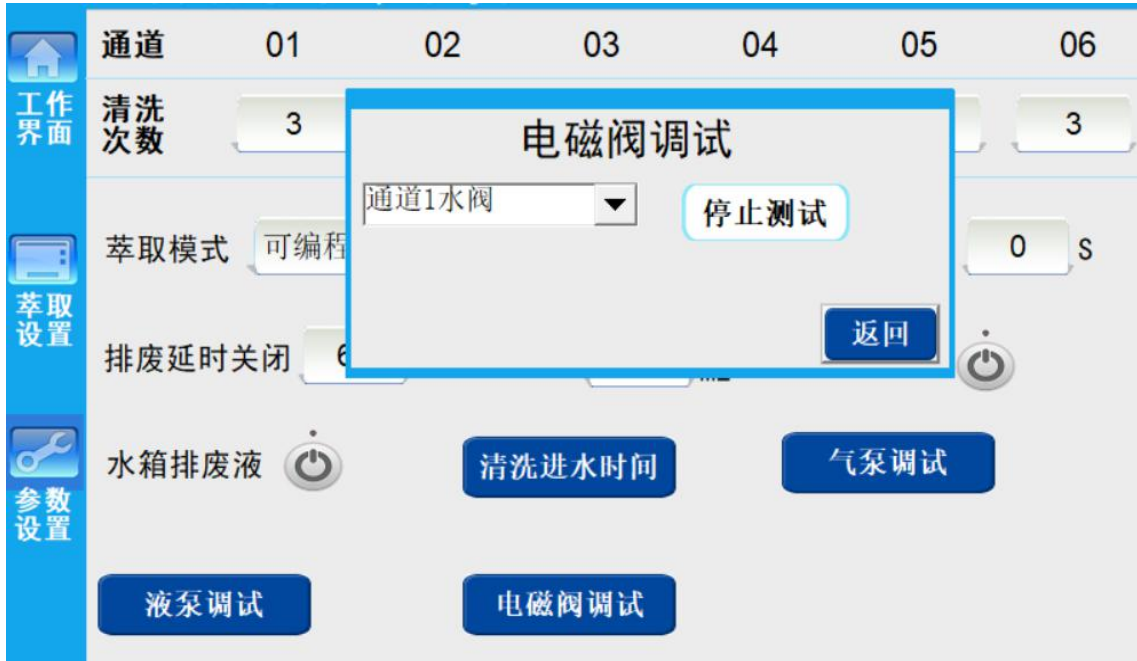 通道 01 02 03 04 05 06
工作
界面
清洗
次数
3 3
电磁阀调试
通道1水阀 停止测试
萃取模式 可编程 0 S
萃取
设置
返回
排废延时关闭
水箱排废液 清洗进水时间 气泵调试
参数
设置
液泵调试 电磁阀调试